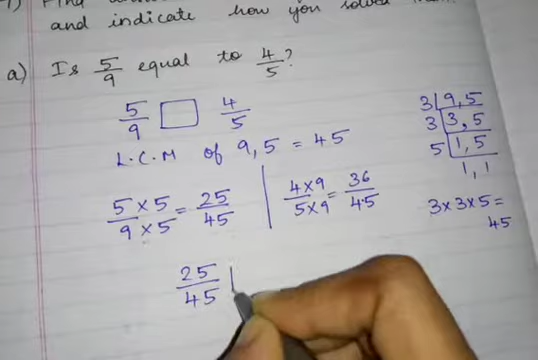 and indicate how you solved
a) Is 5/9 equal to 4/5?
5/9 □ 4/5
L.C.M of 9,5 = 45
3 | 9, 5
3 | 3, 5
5 | 1, 5
1, 1
3×3×5 =
45
5×5/9×5 = 25/45 | 4×9/5×9 = 36/45
25/45